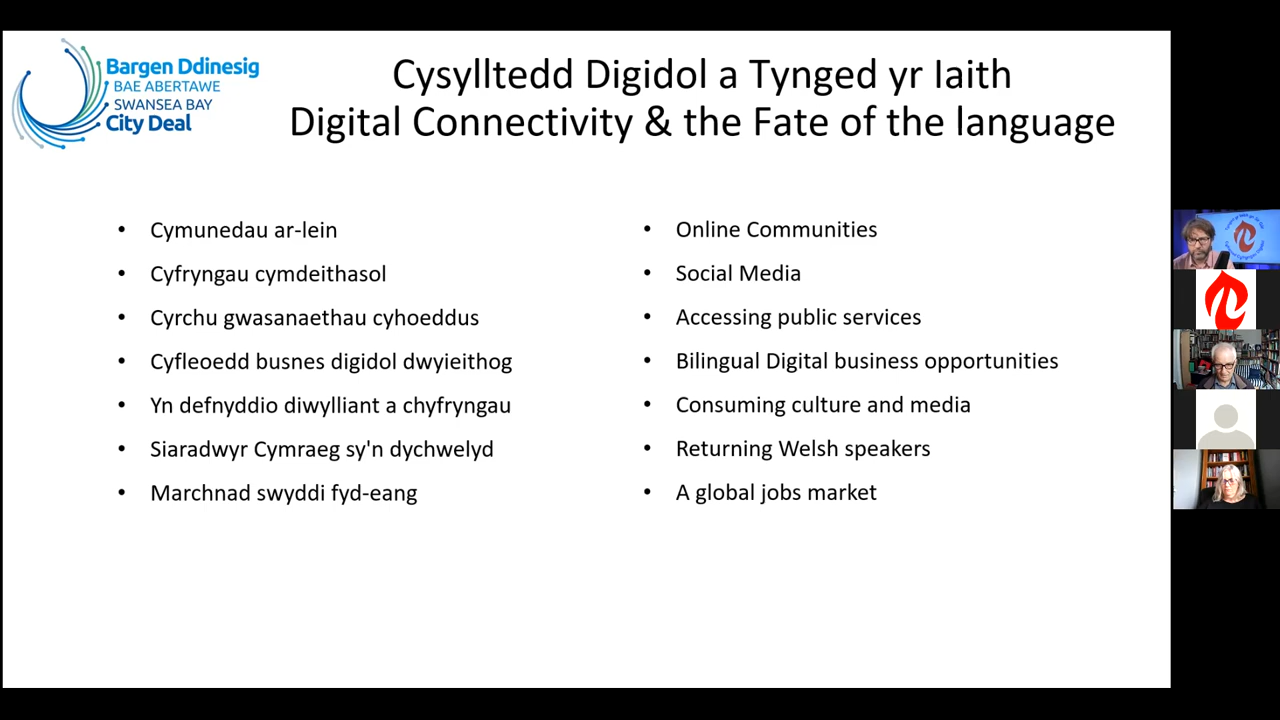 Bargen Ddinesig
BAE ABERTAWE
SWANSEA BAY
City Deal
Cysylltedd Digidol a Tynged yr Iaith
Digital Connectivity & the Fate of the language
• Cymunedau ar-lein
• Cyfryngau cymdeithasol
• Cyrchu gwasanaethau cyhoeddus
• Cyfleoedd busnes digidol dwyieithog
• Yn defnyddio diwylliant a chyfryngau
• Siaradwyr Cymraeg sy'n dychwelyd
• Marchnad swyddi fyd-eang
• Online Communities
• Social Media
• Accessing public services
• Bilingual Digital business opportunities
• Consuming culture and media
• Returning Welsh speakers
• A global jobs market